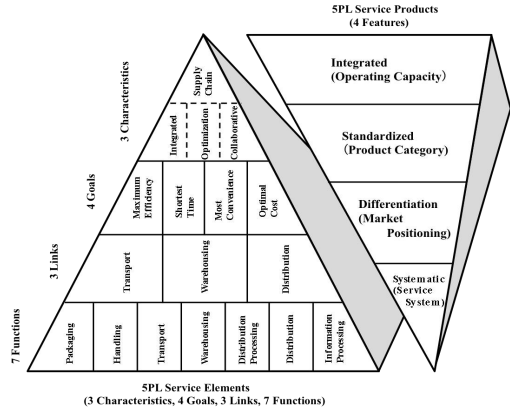 5PL Service Products
(4 Features)
Integrated
(Operating Capacity)
Standardized
(Product Category)
Differentiation
(Market
Positioning)
Systematic
(Service
System)
3 Characteristics
Supply
Chain
Integrated
Optimization
Collaborative
4 Goals
Maximum
Efficiency
Shortest
Time
Most
Convenience
Optimal
Cost
3 Links
Transport
Warehousing
Distribution
7 Functions
Packaging
Handling
Transport
Warehousing
Distribution
Processing
Distribution
Information
Processing
5PL Service Elements
(3 Characteristics, 4 Goals, 3 Links, 7 Functions)